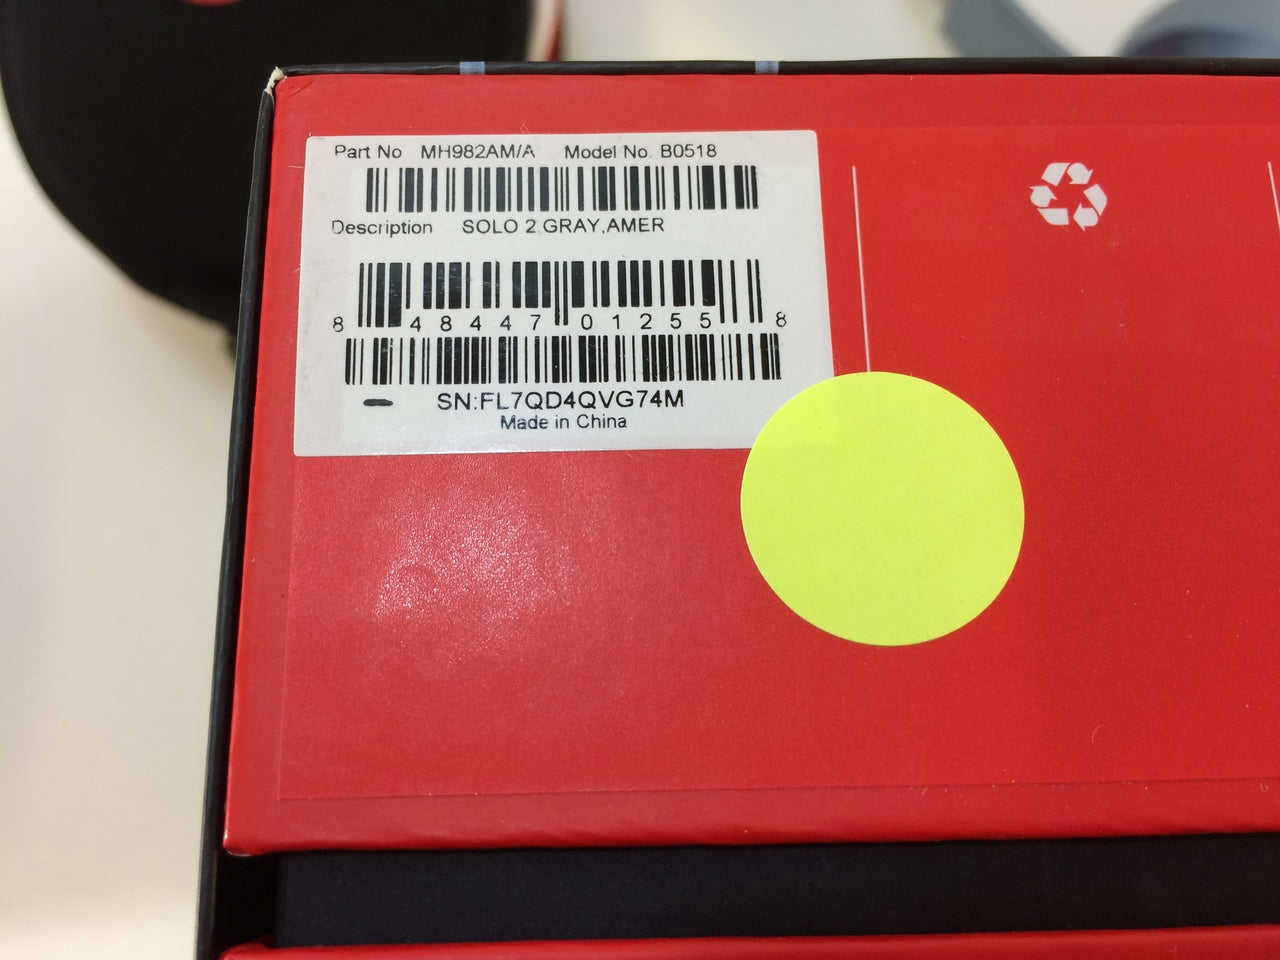 Part No MH982AM/A Model No. B0518
Description SOLO 2 GRAY,AMER
8 48447 01255 8
SN:FL7QD4QVG74M
Made in China